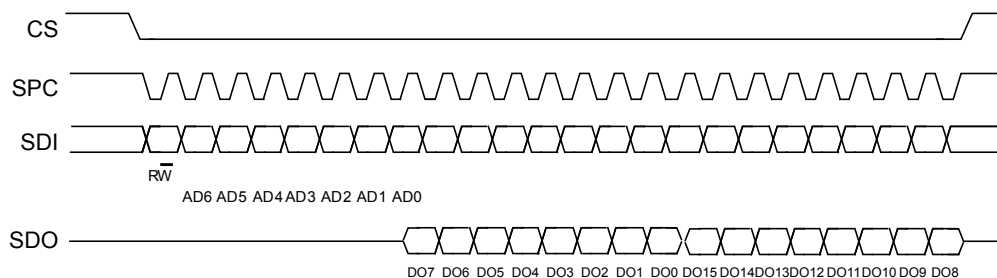 CS
SPC
SDI
RW
AD6 AD5 AD4 AD3 AD2 AD1 AD0
SDO
DO7 DO6 DO5 DO4 DO3 DO2 DO1 DO0 DO15 DO14 DO13 DO12 DO11 DO10 DO9 DO8